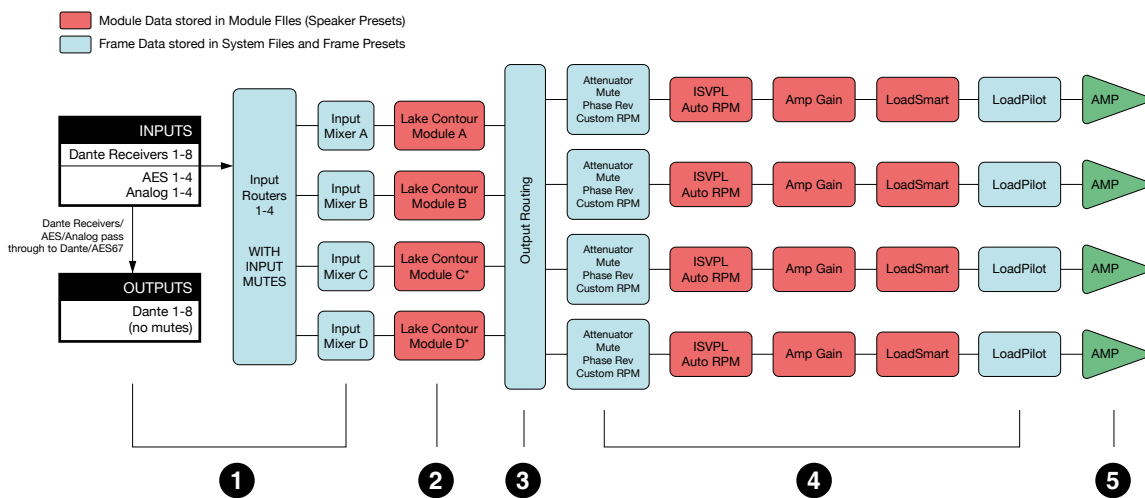 Module Data stored in Module FIles (Speaker Presets)
Frame Data stored in System Files and Frame Presets
INPUTS
Dante Receivers 1-8
AES 1-4
Analog 1-4
Dante Receivers/
AES/Analog pass
through to Dante/AES67
OUTPUTS
Dante 1-8
(no mutes)
Input
Routers
1-4
WITH
INPUT
MUTES
Input
Mixer A
Lake Contour
Module A
Input
Mixer B
Lake Contour
Module B
Input
Mixer C
Lake Contour
Module C*
Input
Mixer D
Lake Contour
Module D*
Output Routing
Attenuator
Mute
Phase Rev
Custom RPM
ISVPL
Auto RPM
Amp Gain
LoadSmart
LoadPilot
AMP
Attenuator
Mute
Phase Rev
Custom RPM
ISVPL
Auto RPM
Amp Gain
LoadSmart
LoadPilot
AMP
Attenuator
Mute
Phase Rev
Custom RPM
ISVPL
Auto RPM
Amp Gain
LoadSmart
LoadPilot
AMP
Attenuator
Mute
Phase Rev
Custom RPM
ISVPL
Auto RPM
Amp Gain
LoadSmart
LoadPilot
AMP
1
2
3
4
5